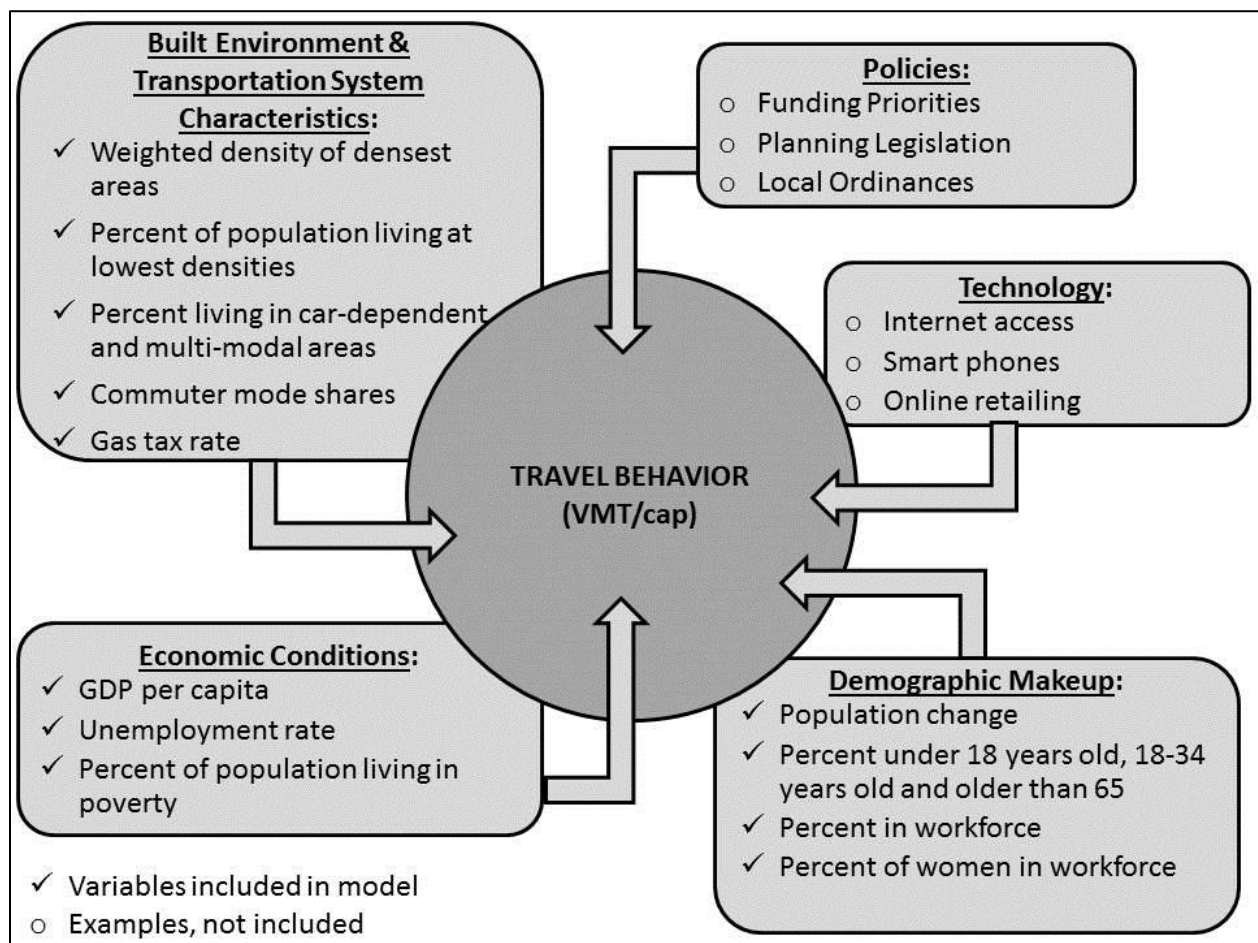 Built Environment &
Transportation System
Characteristics:
✓ Weighted density of densest
areas
✓ Percent of population living at
lowest densities
✓ Percent living in car-dependent
and multi-modal areas
✓ Commuter mode shares
✓ Gas tax rate
Policies:
o Funding Priorities
o Planning Legislation
o Local Ordinances
Technology:
o Internet access
o Smart phones
o Online retailing
TRAVEL BEHAVIOR
(VMT/cap)
Economic Conditions:
✓ GDP per capita
✓ Unemployment rate
✓ Percent of population living in
poverty
Demographic Makeup:
✓ Population change
✓ Percent under 18 years old, 18-34
years old and older than 65
✓ Percent in workforce
✓ Percent of women in workforce
✓ Variables included in model
o Examples, not included